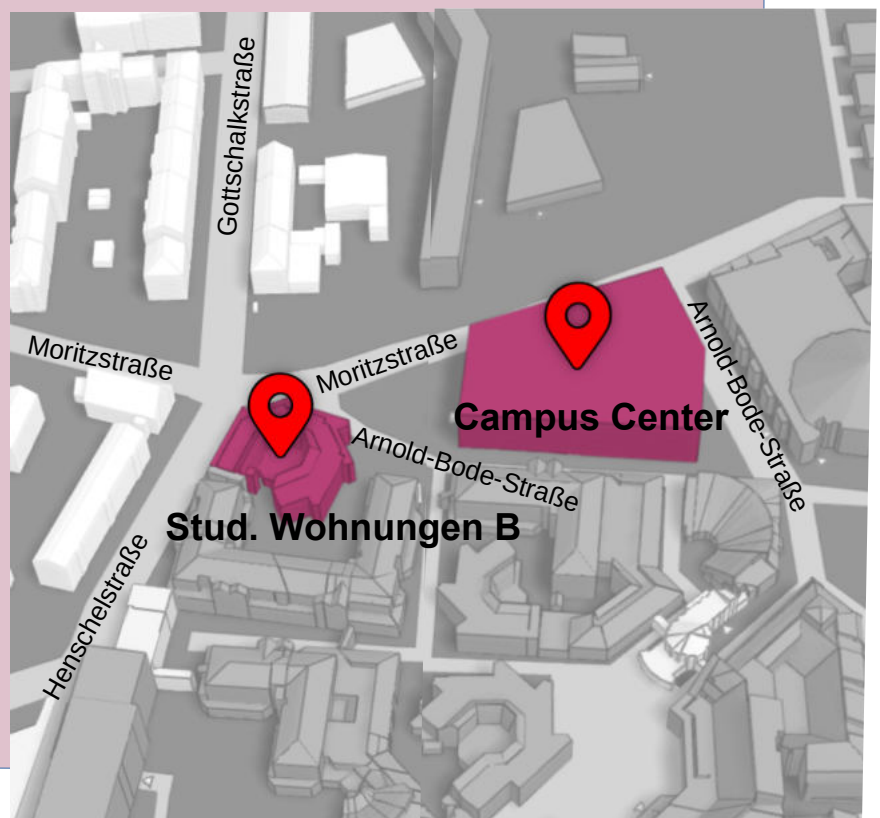 Gottschalkstraße
Moritzstraße
Moritzstraße
Arnold-Bode-Straße
Campus Center
Arnold-Bode-Straße
Stud. Wohnungen B
Henschelstraße